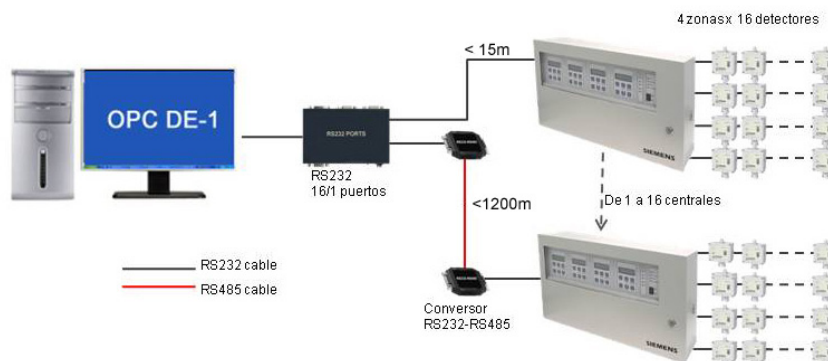 4 zonas x 16 detectores
< 15m
OPC DE-1
RS232 PORTS
SIEMENS
RS232
16/1 puertos
<1200m
De 1 a 16 centrales
RS232 cable
RS485 cable
Conversor
RS232-RS485
SIEMENS